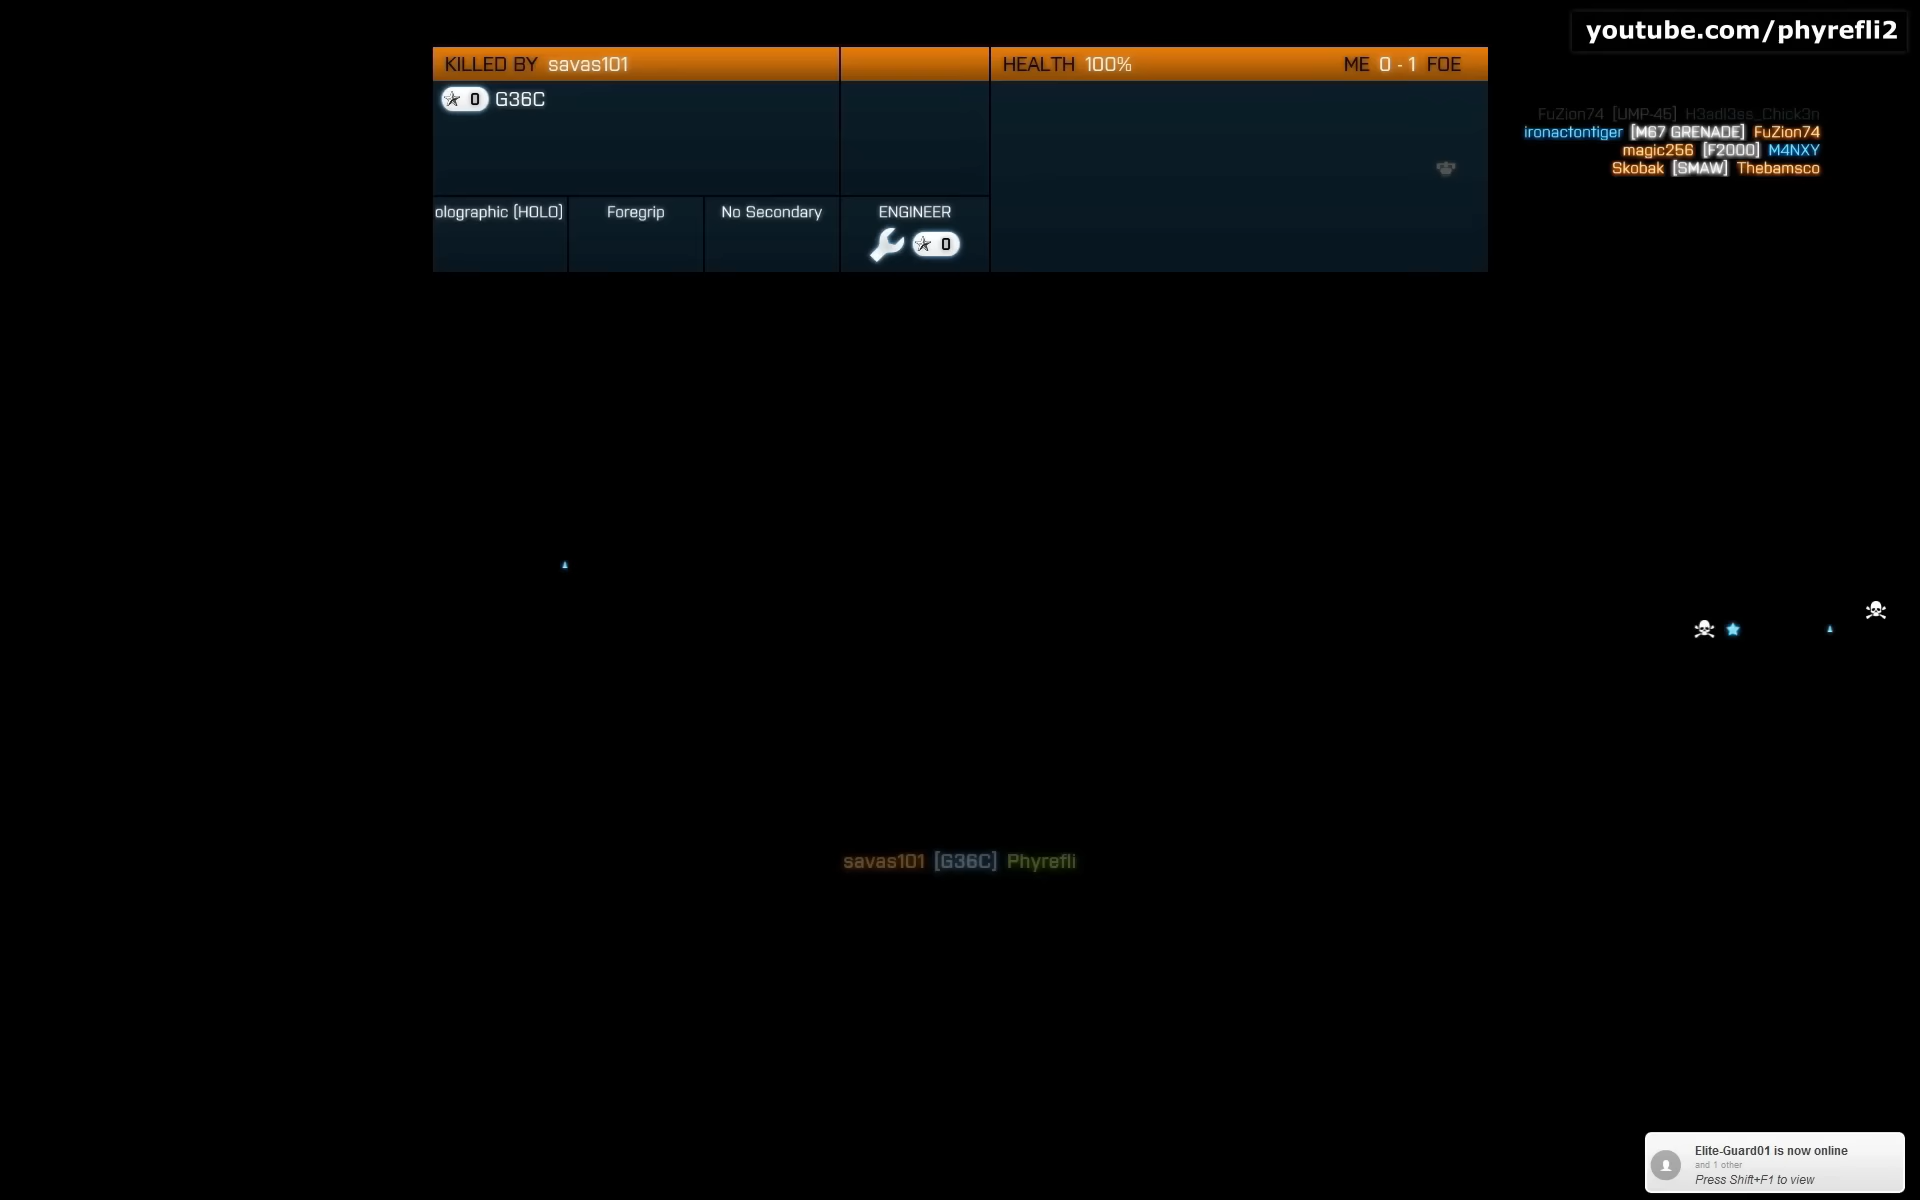 youtube.com/phyrefli2
KILLED BY savas101
HEALTH 100%
ME 0 - 1 FOE
0 G36C
olographic [HOLO]
Foregrip
No Secondary
ENGINEER
0
FuZion74 [UMP-45] H3adl3ss_Chick3n
ironactontiger [M67 GRENADE] FuZion74
magic256 [F2000] M4NXY
Skobak [SMAW] Thebamsco
savas101 [G36C] Phyrefli
Elite-Guard01 is now online
and 1 other
Press Shift+F1 to view